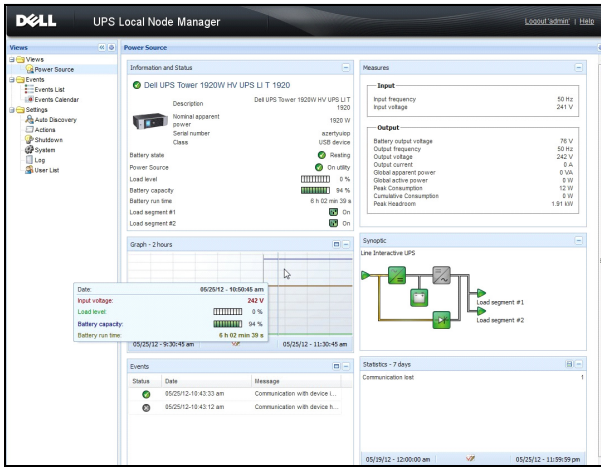 DELL UPS Local Node Manager Logout 'admin' | Help
Views
Views
Power Source
Events
Events List
Events Calendar
Settings
Auto Discovery
Actions
Shutdown
System
Log
User List
Power Source
Information and Status
Dell UPS Tower 1920W HV UPS LI T 1920
Description Dell UPS Tower 1920W HV UPS LI T 1920
Nominal apparent power 1920 W
Serial number azertyuiop
Class USB device
Battery state Resting
Power Source On utility
Load level 0 %
Battery capacity 94 %
Battery run time 6 h 02 min 39 s
Load segment #1 On
Load segment #2 On
Graph - 2 hours
Date: 05/25/12 - 10:50:45 am
Input voltage: 242 V
Load level: 0 %
Battery capacity: 94 %
Battery run time: 6 h 02 min 39 s
05/25/12 - 9:30:45 am 05/25/12 - 11:30:45 am
Events
Status Date Message
05/25/12-10:43:33 am Communication with device i...
05/25/12-10:43:12 am Communication with device h...
Measures
Input
Input frequency 50 Hz
Input voltage 241 V
Output
Battery output voltage 76 V
Output frequency 50 Hz
Output voltage 242 V
Output current 0 A
Global apparent power 0 VA
Global active power 0 W
Peak Consumption 12 W
Cumulative Consumption 0 W
Peak Headroom 1.91 kW
Synoptic
Line Interactive UPS
Load segment #1
Load segment #2
Statistics - 7 days
Communication lost 1
05/19/12 - 12:00:00 am 05/25/12 - 11:59:59 pm